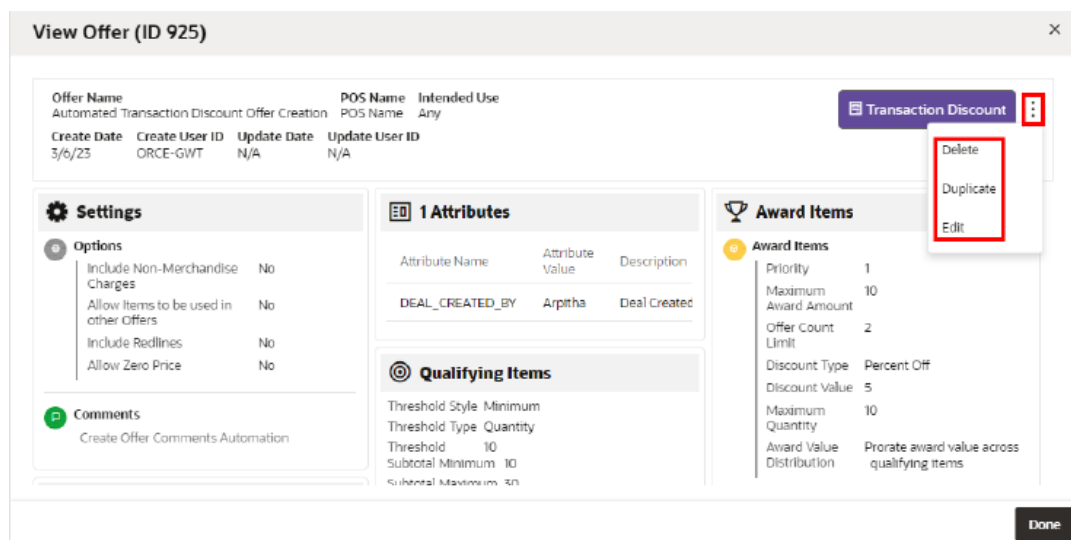 View Offer (ID 925)
Offer Name POS Name Intended Use
Automated Transaction Discount Offer Creation POS Name Any
Create Date Create User ID Update Date Update User ID
3/6/23 ORCE-GWT N/A N/A
Transaction Discount
Delete
Duplicate
Edit
Settings
Options
Include Non-Merchandise No
Charges
Allow Items to be used in No
other Offers
Include Redlines No
Allow Zero Price No
Comments
Create Offer Comments Automation
1 Attributes
Attribute Name Attribute Value Description
DEAL_CREATED_BY Arpitha Deal Created
Qualifying Items
Threshold Style Minimum
Threshold Type Quantity
Threshold 10
Subtotal Minimum 10
Subtotal Maximum 30
Award Items
Award Items
Priority 1
Maximum 10
Award Amount
Offer Count 2
Limit
Discount Type Percent Off
Discount Value 5
Maximum 10
Quantity
Award Value Prorate award value across
Distribution qualifying items
Done